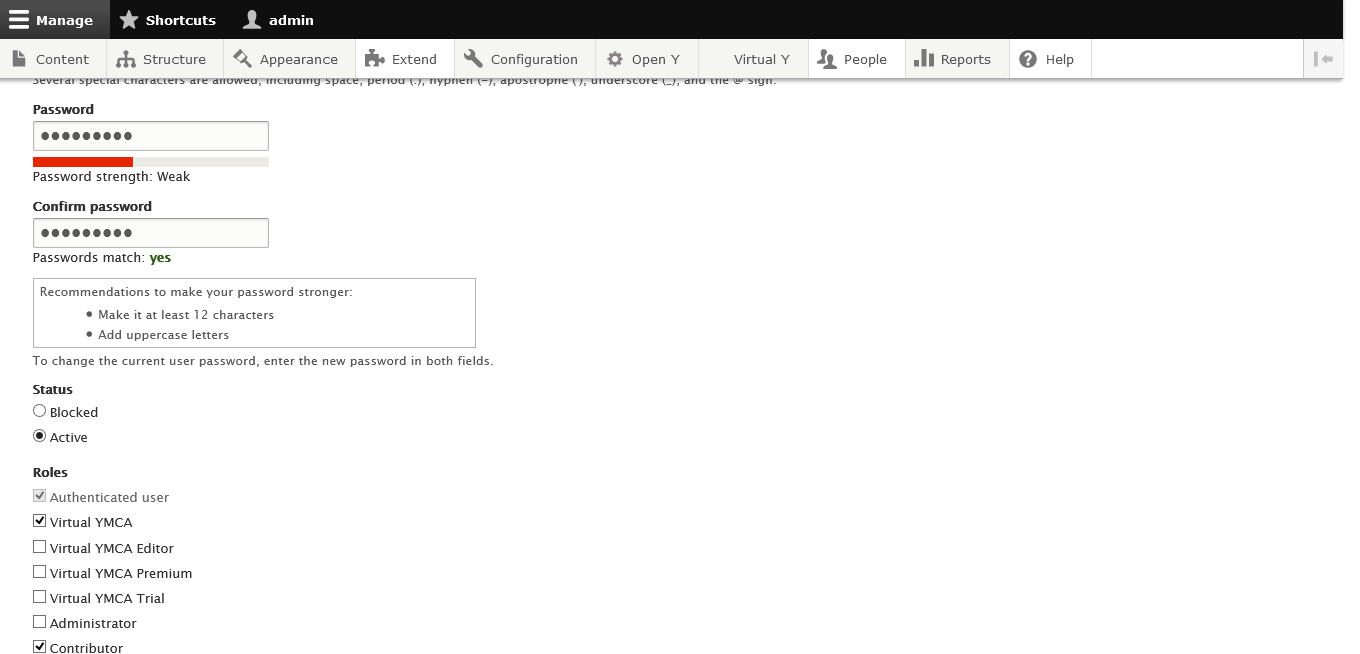 Manage Shortcuts admin
Content Structure Appearance Extend Configuration Open Y Virtual Y People Reports Help
Several special characters are allowed, including space, period (.), hyphen (-), apostrophe ('), underscore (_), and the @ sign.
Password
●●●●●●●●●
Password strength: Weak
Confirm password
●●●●●●●●●
Passwords match: yes
Recommendations to make your password stronger:
● Make it at least 12 characters
● Add uppercase letters
To change the current user password, enter the new password in both fields.
Status
Blocked
Active
Roles
Authenticated user
Virtual YMCA
Virtual YMCA Editor
Virtual YMCA Premium
Virtual YMCA Trial
Administrator
Contributor